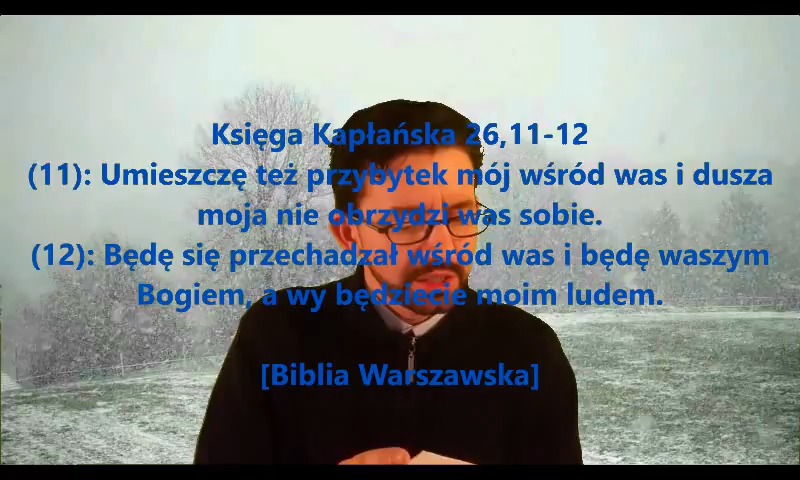 Księga Kapłańska 26,11-12
(11): Umieszczę też przybytek mój wśród was i dusza
moja nie obrzydzi was sobie.
(12): Będę się przechadzał wśród was i będę waszym
Bogiem, a wy będziecie moim ludem.
[Biblia Warszawska]